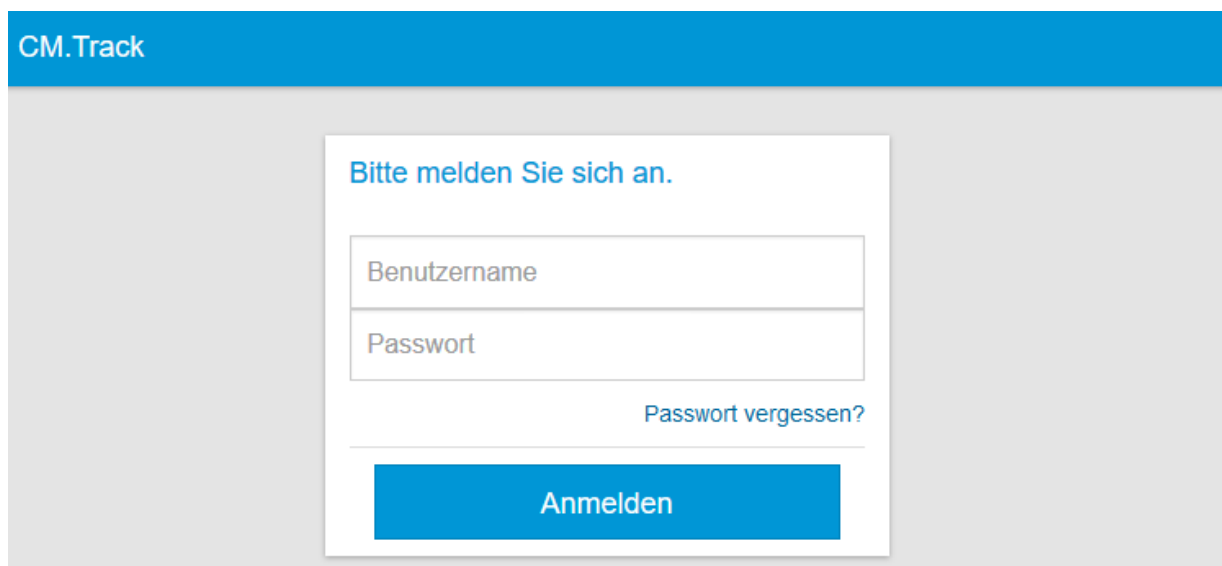 CM.Track
Bitte melden Sie sich an.
Benutzername
Passwort
Passwort vergessen?
Anmelden